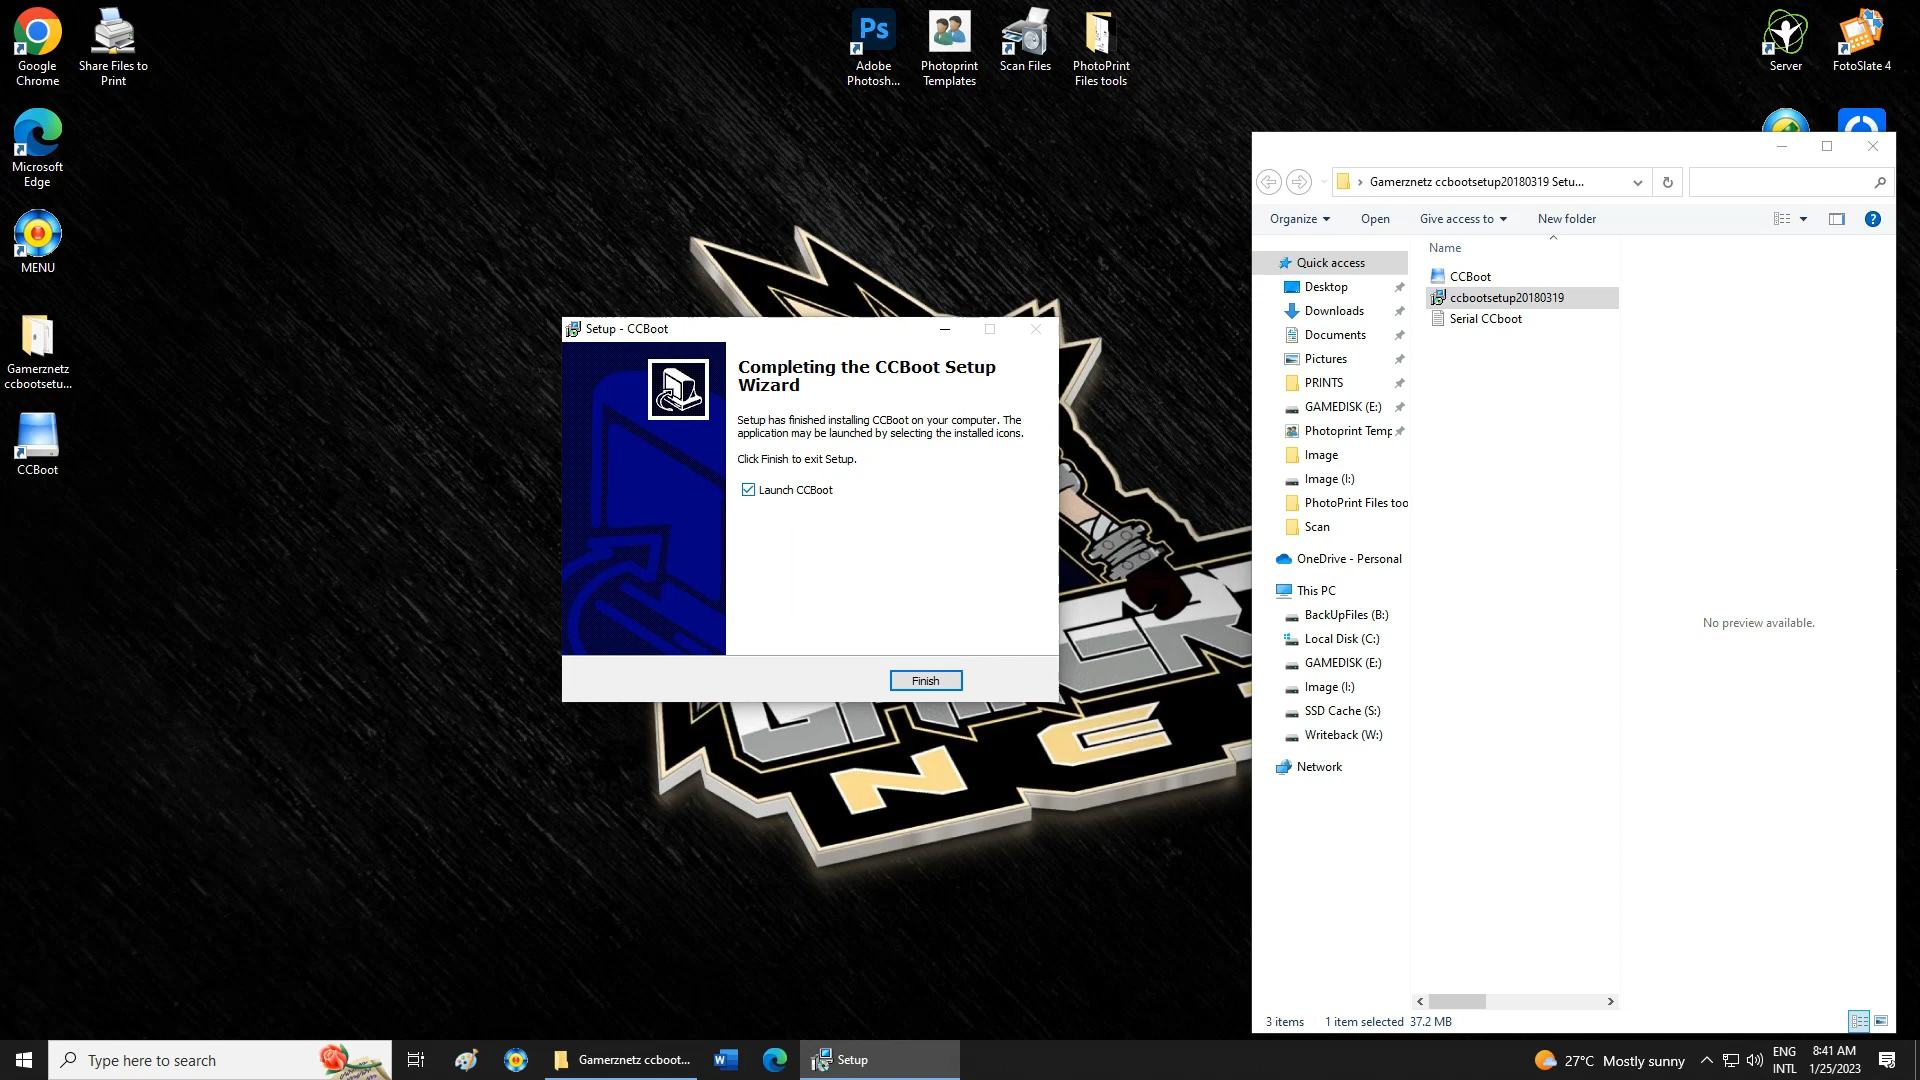 Google
Chrome
Share Files to
Print
Microsoft
Edge
MENU
Gamerznetz
ccbootsetu...
CCBoot
Ps
Adobe
Photosh...
Photoprint
Templates
Scan Files
PhotoPrint
Files tools
Server
FotoSlate 4
Setup - CCBoot
Completing the CCBoot Setup
Wizard
Setup has finished installing CCBoot on your computer. The
application may be launched by selecting the installed icons.
Click Finish to exit Setup.
Launch CCBoot
Finish
Gamerznetz ccbootsetup20180319 Setu...
Organize
Open
Give access to
New folder
Name
Quick access
Desktop
Downloads
Documents
Pictures
PRINTS
GAMEDISK (E:)
Photoprint Temp
Image
Image (I:)
PhotoPrint Files too
Scan
OneDrive - Personal
This PC
BackUpFiles (B:)
Local Disk (C:)
GAMEDISK (E:)
Image (I:)
SSD Cache (S:)
Writeback (W:)
Network
CCBoot
ccbootsetup20180319
Serial CCboot
No preview available.
3 items
1 item selected 37.2 MB
Type here to search
Gamerznetz ccboot...
Setup
27°C Mostly sunny
ENG
INTL
8:41 AM
1/25/2023